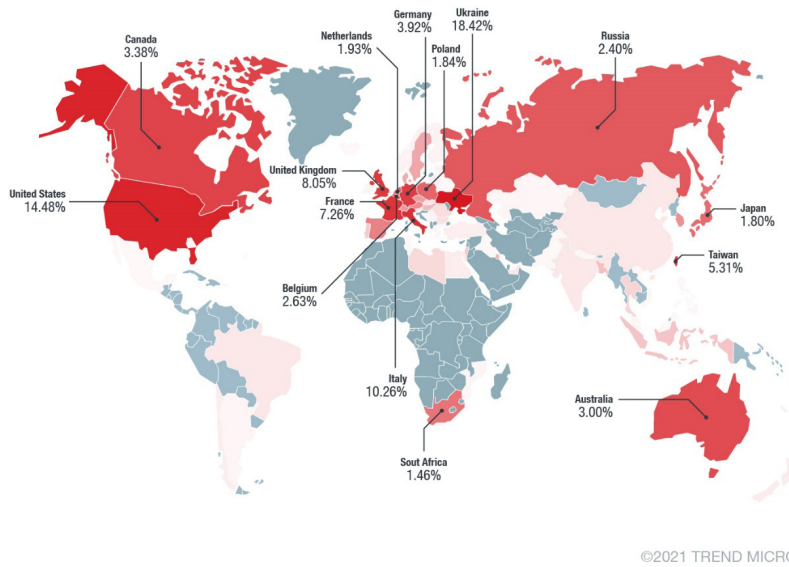 Germany
3.92%
Ukraine
18.42%
Netherlands
1.93%
Poland
1.84%
Canada
3.38%
Russia
2.40%
United Kingdom
8.05%
United States
14.48%
France
7.26%
Japan
1.80%
Taiwan
5.31%
Belgium
2.63%
Italy
10.26%
Australia
3.00%
Sout Africa
1.46%
©2021 TREND MICRO